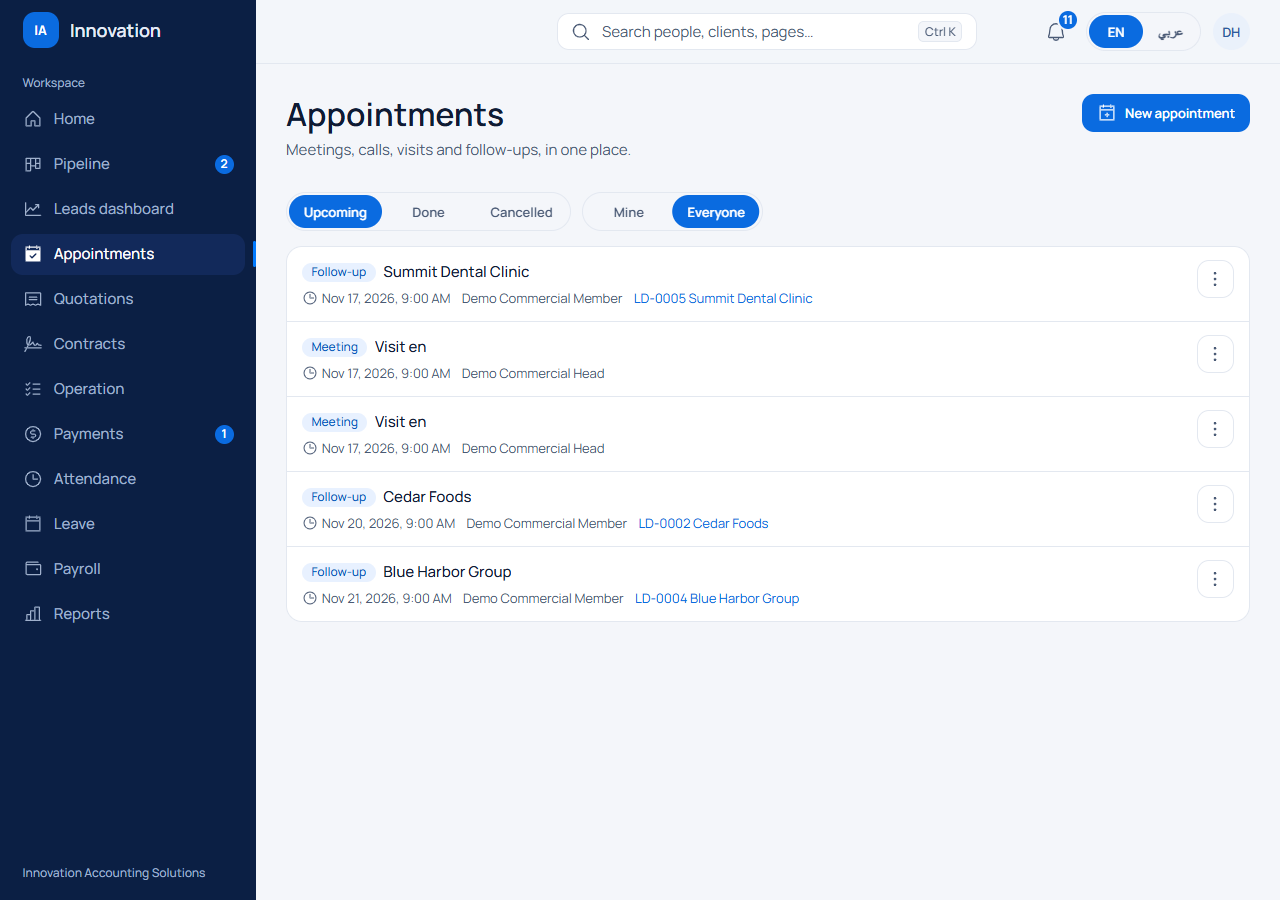 IA Innovation
Search people, clients, pages... Ctrl K
11
EN عربي DH
Workspace
Home
Pipeline 2
Leads dashboard
Appointments
Quotations
Contracts
Operation
Payments 1
Attendance
Leave
Payroll
Reports
Innovation Accounting Solutions
Appointments
Meetings, calls, visits and follow-ups, in one place.
New appointment
Upcoming Done Cancelled Mine Everyone
Follow-up Summit Dental Clinic
Nov 17, 2026, 9:00 AM Demo Commercial Member LD-0005 Summit Dental Clinic
Meeting Visit en
Nov 17, 2026, 9:00 AM Demo Commercial Head
Meeting Visit en
Nov 17, 2026, 9:00 AM Demo Commercial Head
Follow-up Cedar Foods
Nov 20, 2026, 9:00 AM Demo Commercial Member LD-0002 Cedar Foods
Follow-up Blue Harbor Group
Nov 21, 2026, 9:00 AM Demo Commercial Member LD-0004 Blue Harbor Group